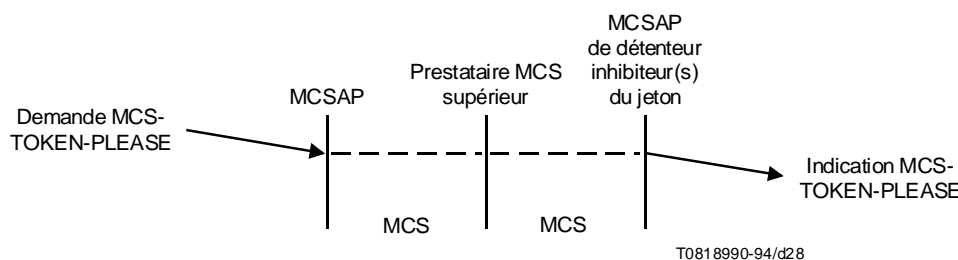 MCSAP
de détenteur
inhibiteur(s)
du jeton
Prestataire MCS
supérieur
MCSAP
Demande MCS-
TOKEN-PLEASE
Indication MCS-
TOKEN-PLEASE
MCS
MCS
T0818990-94/d28